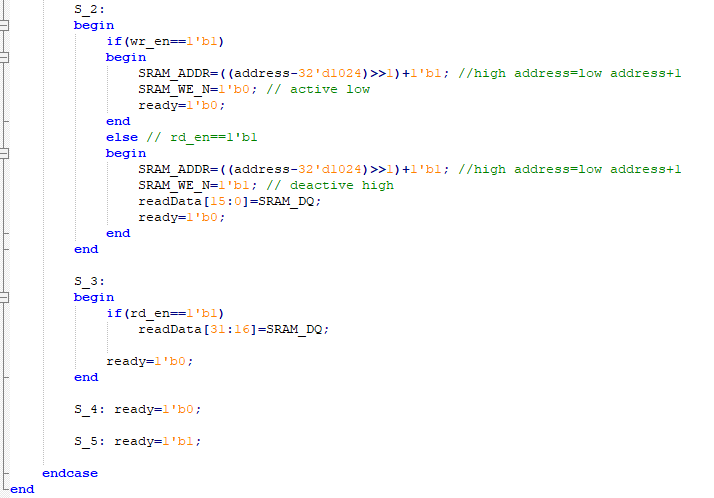 S_2:
begin
if(wr_en==1'b1)
begin
SRAM_ADDR=((address-32'd1024)>>1)+1'b1; //high address=low address+1
SRAM_WE_N=1'b0; // active low
ready=1'b0;
end
else // rd_en==1'b1
begin
SRAM_ADDR=((address-32'd1024)>>1)+1'b1; //high address=low address+1
SRAM_WE_N=1'b1; // deactive high
readData[15:0]=SRAM_DQ;
ready=1'b0;
end
end
S_3:
begin
if(rd_en==1'b1)
readData[31:16]=SRAM_DQ;
ready=1'b0;
end
S_4: ready=1'b0;
S_5: ready=1'b1;
endcase
end